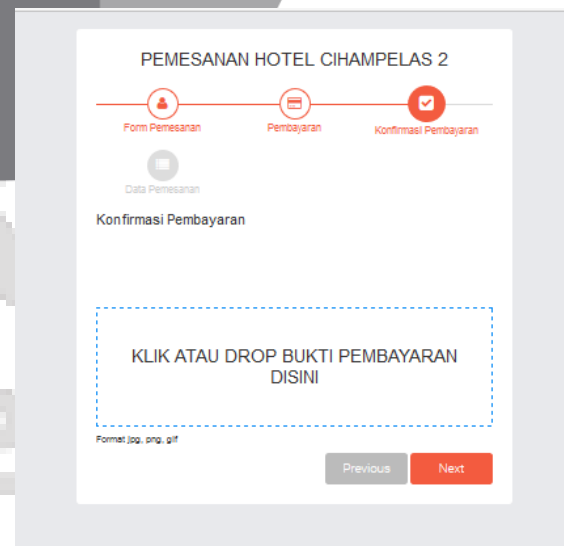 PEMESANAN HOTEL CIHAMPELAS 2
Form Pemesanan
Pembayaran
Konfirmasi Pembayaran
Data Pemesanan
Konfirmasi Pembayaran
KLIK ATAU DROP BUKTI PEMBAYARAN
DISINI
Format jpg, png, gif
Previous
Next